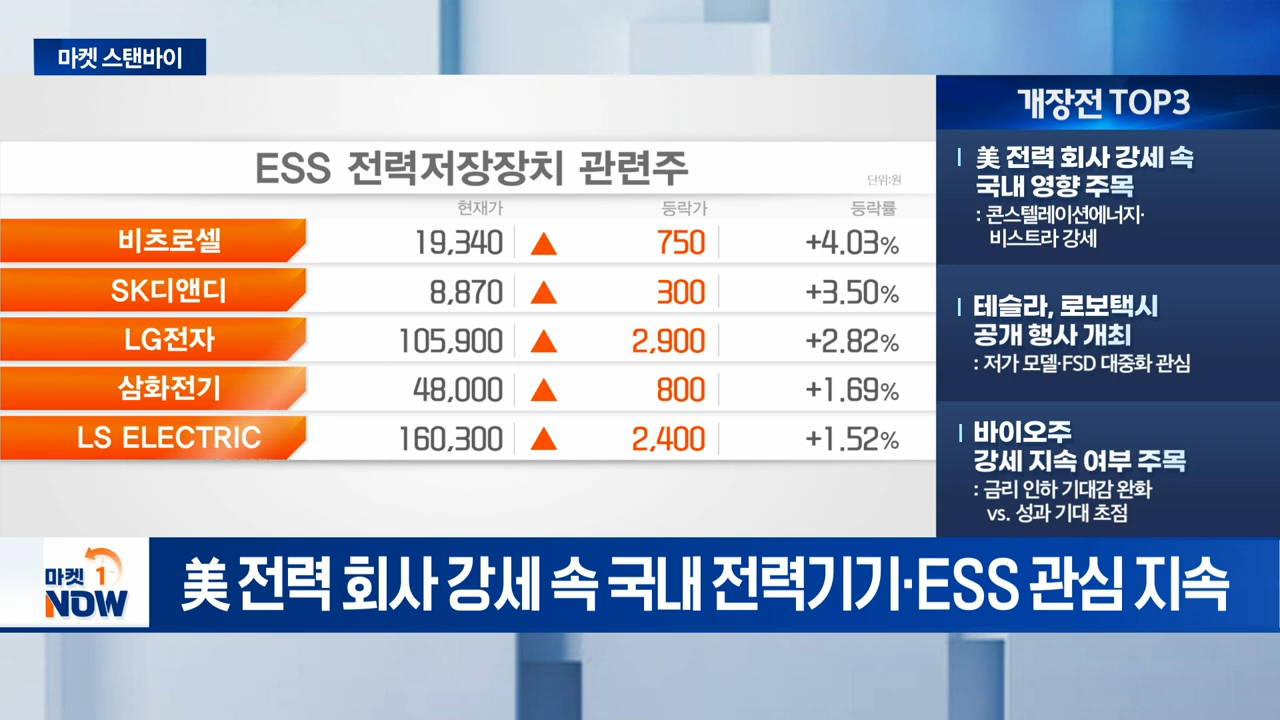 마켓 스탠바이
ESS 전력저장장치 관련주
단위:원
현재가 등락가 등락률
비츠로셀 19,340 ▲ 750 +4.03%
SK디앤디 8,870 ▲ 300 +3.50%
LG전자 105,900 ▲ 2,900 +2.82%
삼화전기 48,000 ▲ 800 +1.69%
LS ELECTRIC 160,300 ▲ 2,400 +1.52%
개장전 TOP3
美 전력 회사 강세 속
국내 영향 주목
: 콘스텔레이션에너지·
비스트라 강세
테슬라, 로보택시
공개 행사 개최
: 저가 모델·FSD 대중화 관심
바이오주
강세 지속 여부 주목
: 금리 인하 기대감 완화
vs. 성과 기대 초점
마켓 1
NOW
美 전력 회사 강세 속 국내 전력기기·ESS 관심 지속